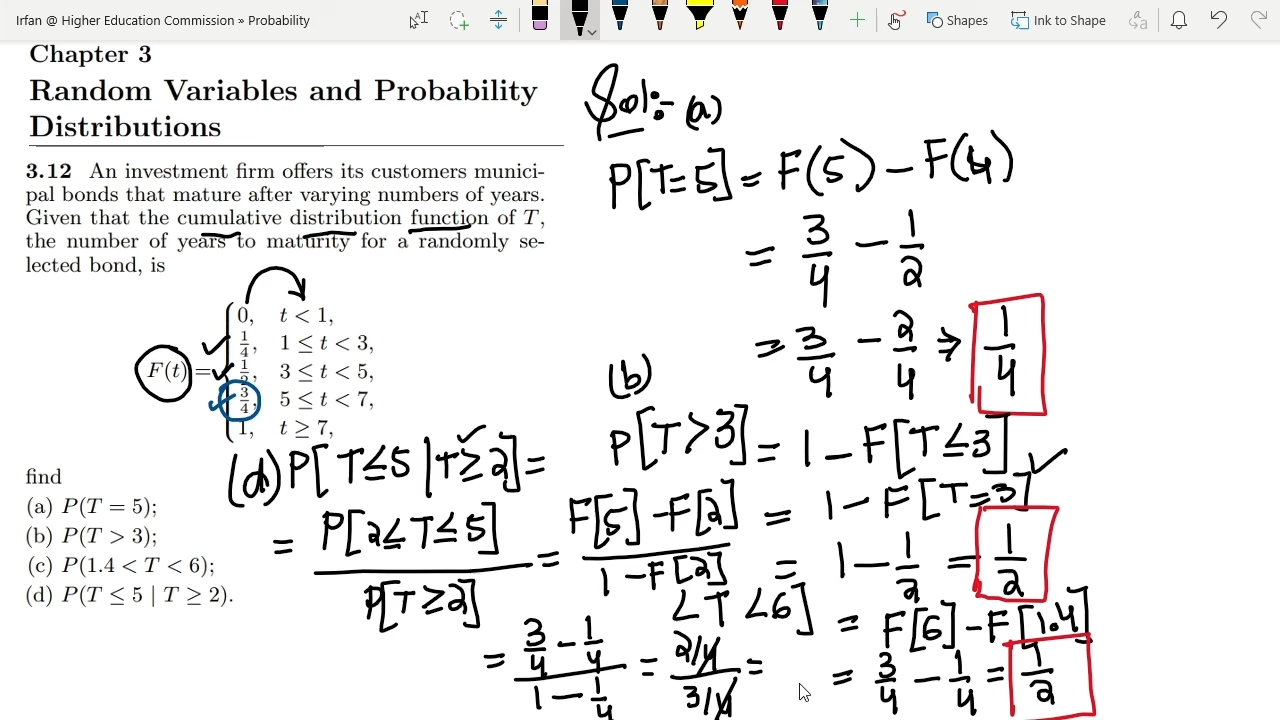 Irfan @ Higher Education Commission » Probability
Shapes
Ink to Shape
Chapter 3
Random Variables and Probability
Distributions
3.12 An investment firm offers its customers munici-
pal bonds that mature after varying numbers of years.
Given that the cumulative distribution function of T,
the number of years to maturity for a randomly se-
lected bond, is
F(t) =
0, t < 1,
1/4, 1 ≤ t < 3,
1/2, 3 ≤ t < 5,
3/4, 5 ≤ t < 7,
1, t ≥ 7,
find
(a) P(T = 5);
(b) P(T > 3);
(c) P(1.4 < T < 6);
(d) P(T ≤ 5 | T ≥ 2).
Sol:- (a)
P[T=5] = F(5) - F(4)
= 3/4 - 1/2
= 3/4 - 2/4 ⇒ 1/4
(b)
P[T>3] = 1 - F[T≤3]
= 1 - F[T=3]
= 1 - 1/2 = 1/2
<T<6] = F[6] - F[1.4]
= 3/4 - 1/4 = 1/2
(d) P[T≤5 | T≥2] =
= P[2≤T≤5] / P[T≥2] = F[5] - F[2] / 1 - F[2]
= 3/4 - 1/4 / 1 - 1/4 = 2/4 / 3/4 =